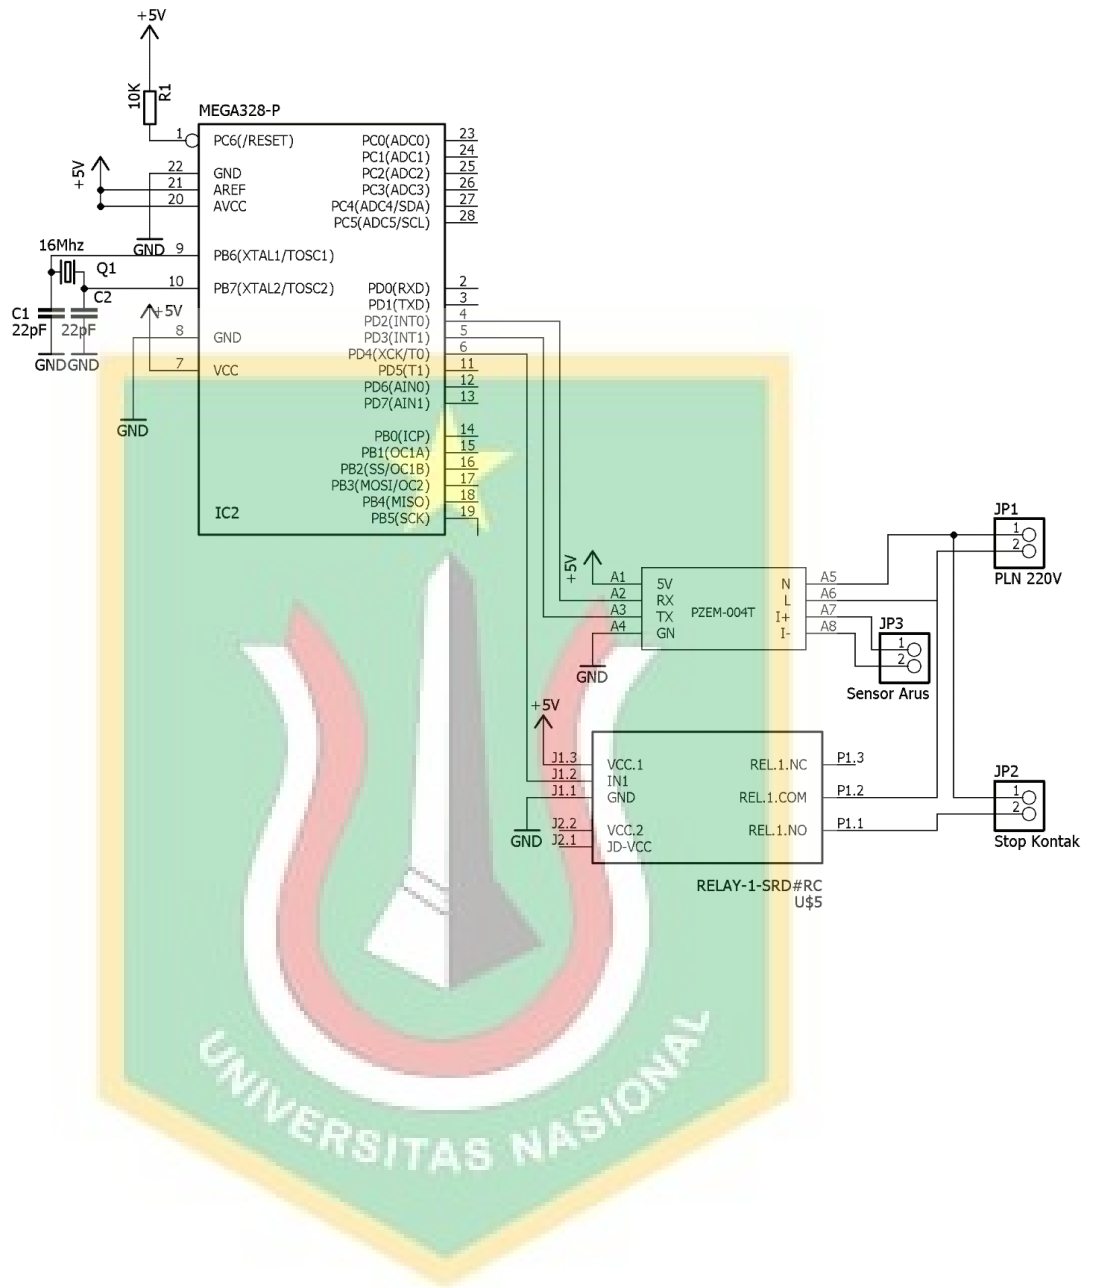 +5V
10K
R1
MEGA328-P
1
PC6(/RESET)
PC0(ADC0)
23
PC1(ADC1)
24
+5V
22
GND
PC2(ADC2)
25
21
AREF
PC3(ADC3)
26
20
AVCC
PC4(ADC4/SDA)
27
PC5(ADC5/SCL)
28
GND
16Mhz
9
PB6(XTAL1/TOSC1)
Q1
10
PB7(XTAL2/TOSC2)
PD0(RXD)
2
C2
PD1(TXD)
3
C1
+5V
PD2(INT0)
4
22pF
22pF
8
GND
PD3(INT1)
5
PD4(XCK/T0)
6
GND
GND
7
VCC
PD5(T1)
11
PD6(AIN0)
12
PD7(AIN1)
13
GND
PB0(ICP)
14
PB1(OC1A)
15
PB2(SS/OC1B)
16
PB3(MOSI/OC2)
17
PB4(MISO)
18
IC2
PB5(SCK)
19
JP1
1
2
PLN 220V
+5V
A1
5V
N
A5
A2
RX
L
A6
PZEM-004T
A3
TX
I+
A7
A4
GN
I-
A8
JP3
1
2
GND
Sensor Arus
+5V
J1.3
VCC.1
REL.1.NC
P1.3
J1.2
IN1
J1.1
GND
REL.1.COM
P1.2
JP2
1
2
GND
J2.2
VCC.2
REL.1.NO
P1.1
J2.1
JD-VCC
Stop Kontak
RELAY-1-SRD#RC
U$5
UNIVERSITAS NASIONAL